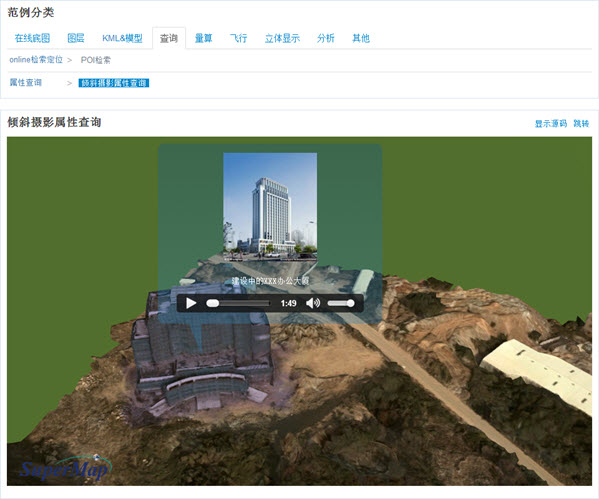 范例分类
在线底图 图层 KML&模型 查询 量算 飞行 立体显示 分析 其他
online检索定位 > POI检索
属性查询 > 倾斜摄影属性查询
倾斜摄影属性查询 显示源码 跳转
建设中的XXX办公大厦
1:49
SuperMap